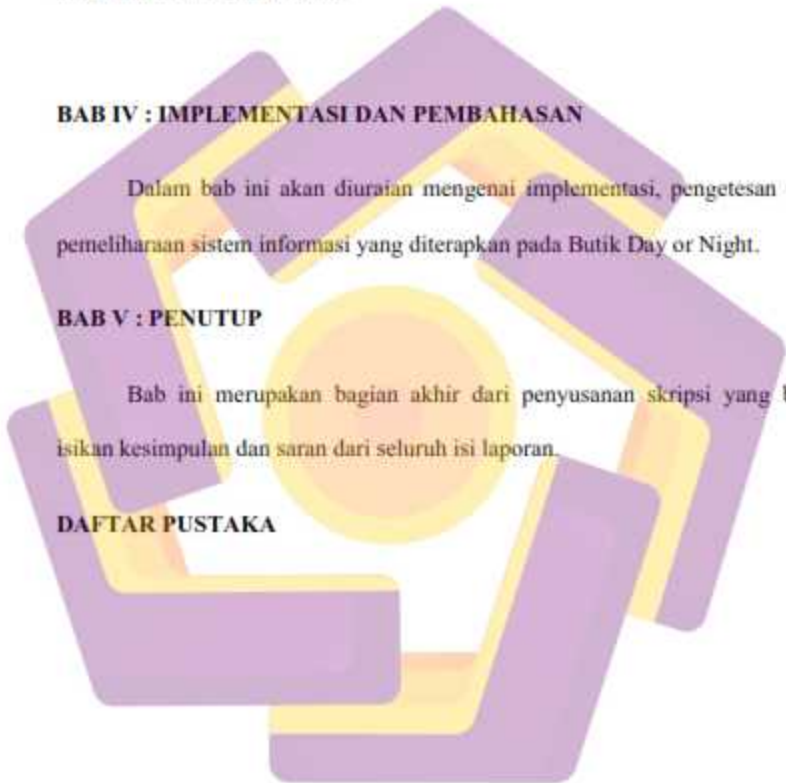 BAB IV : IMPLEMENTASI DAN PEMBAHASAN
Dalam bab ini akan diuraian mengenai implementasi, pengetesan
pemeliharaan sistem informasi yang diterapkan pada Butik Day or Night.
BAB V : PENUTUP
Bab ini merupakan bagian akhir dari penyusanan skripsi yang
isikan kesimpulan dan saran dari seluruh isi laporan.
DAFTAR PUSTAKA